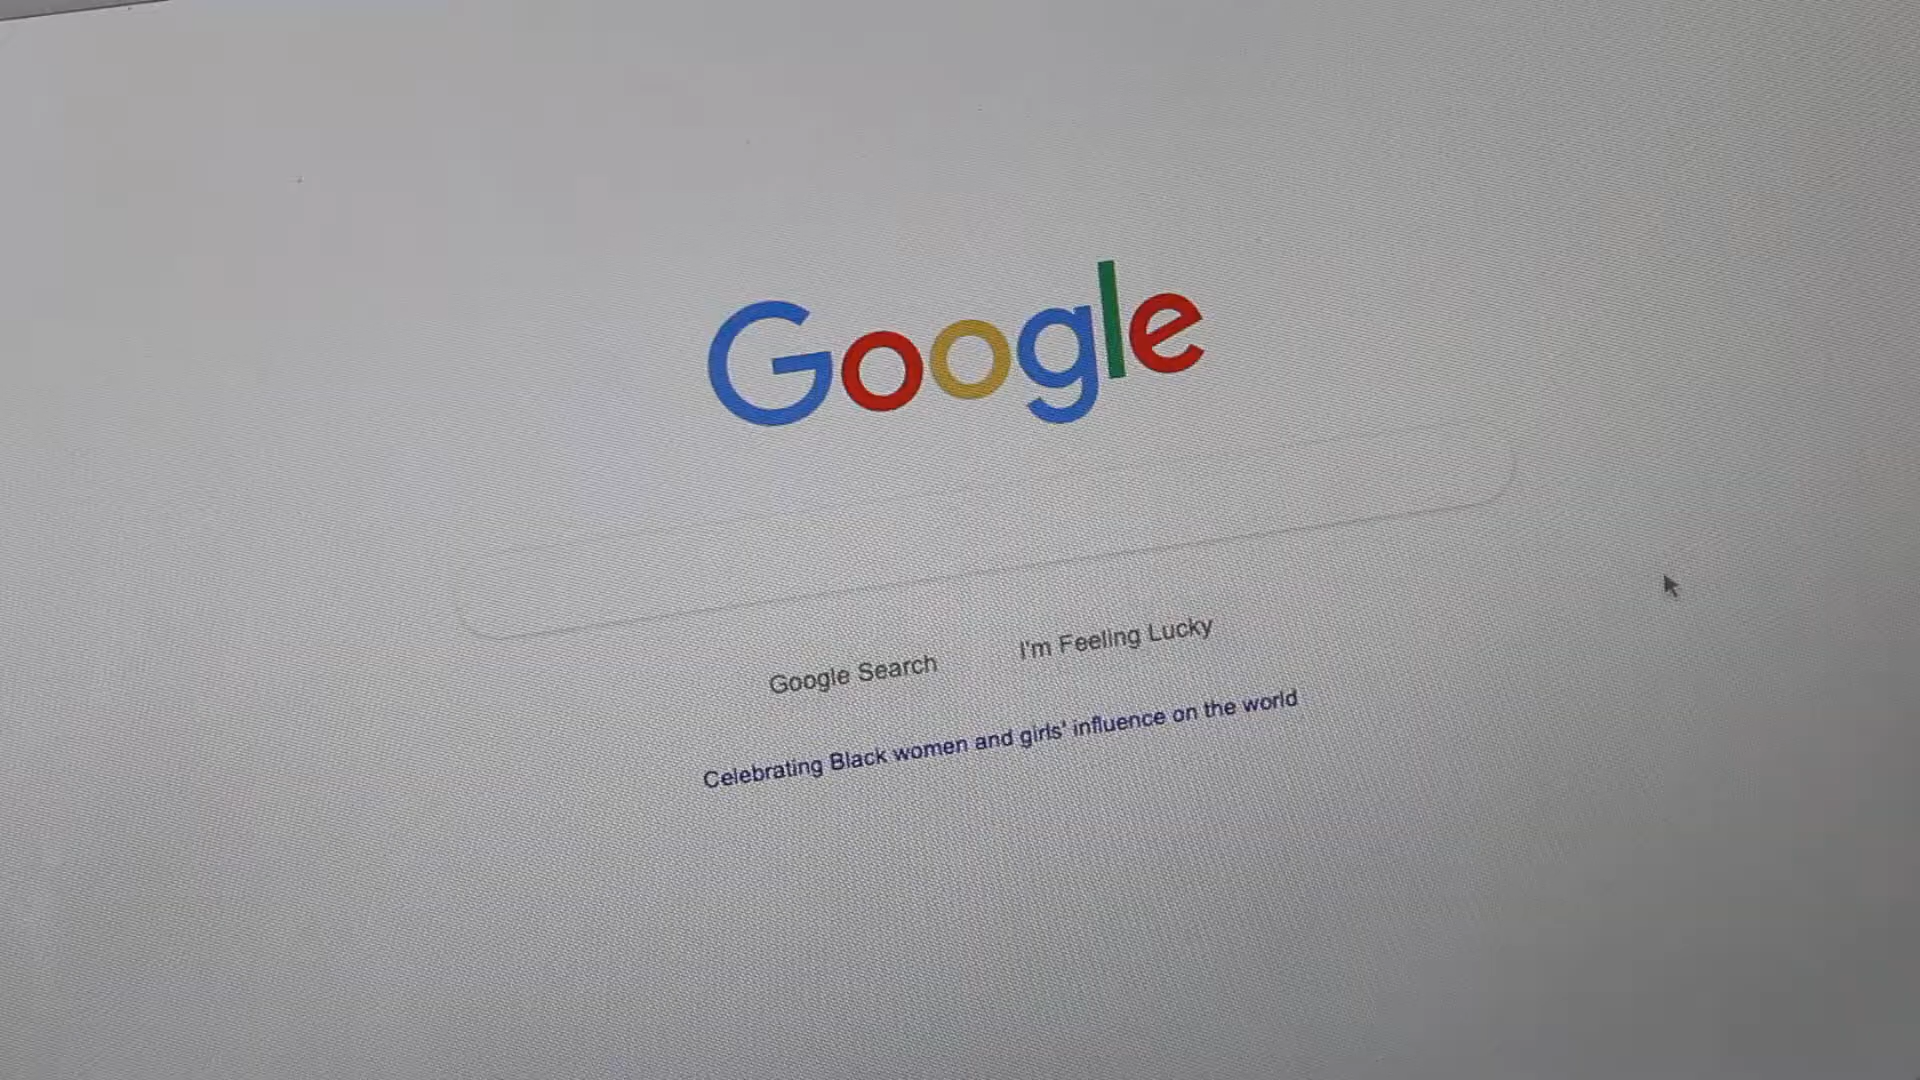 Google
Google Search
I'm Feeling Lucky
Celebrating Black women and girls' influence on the world